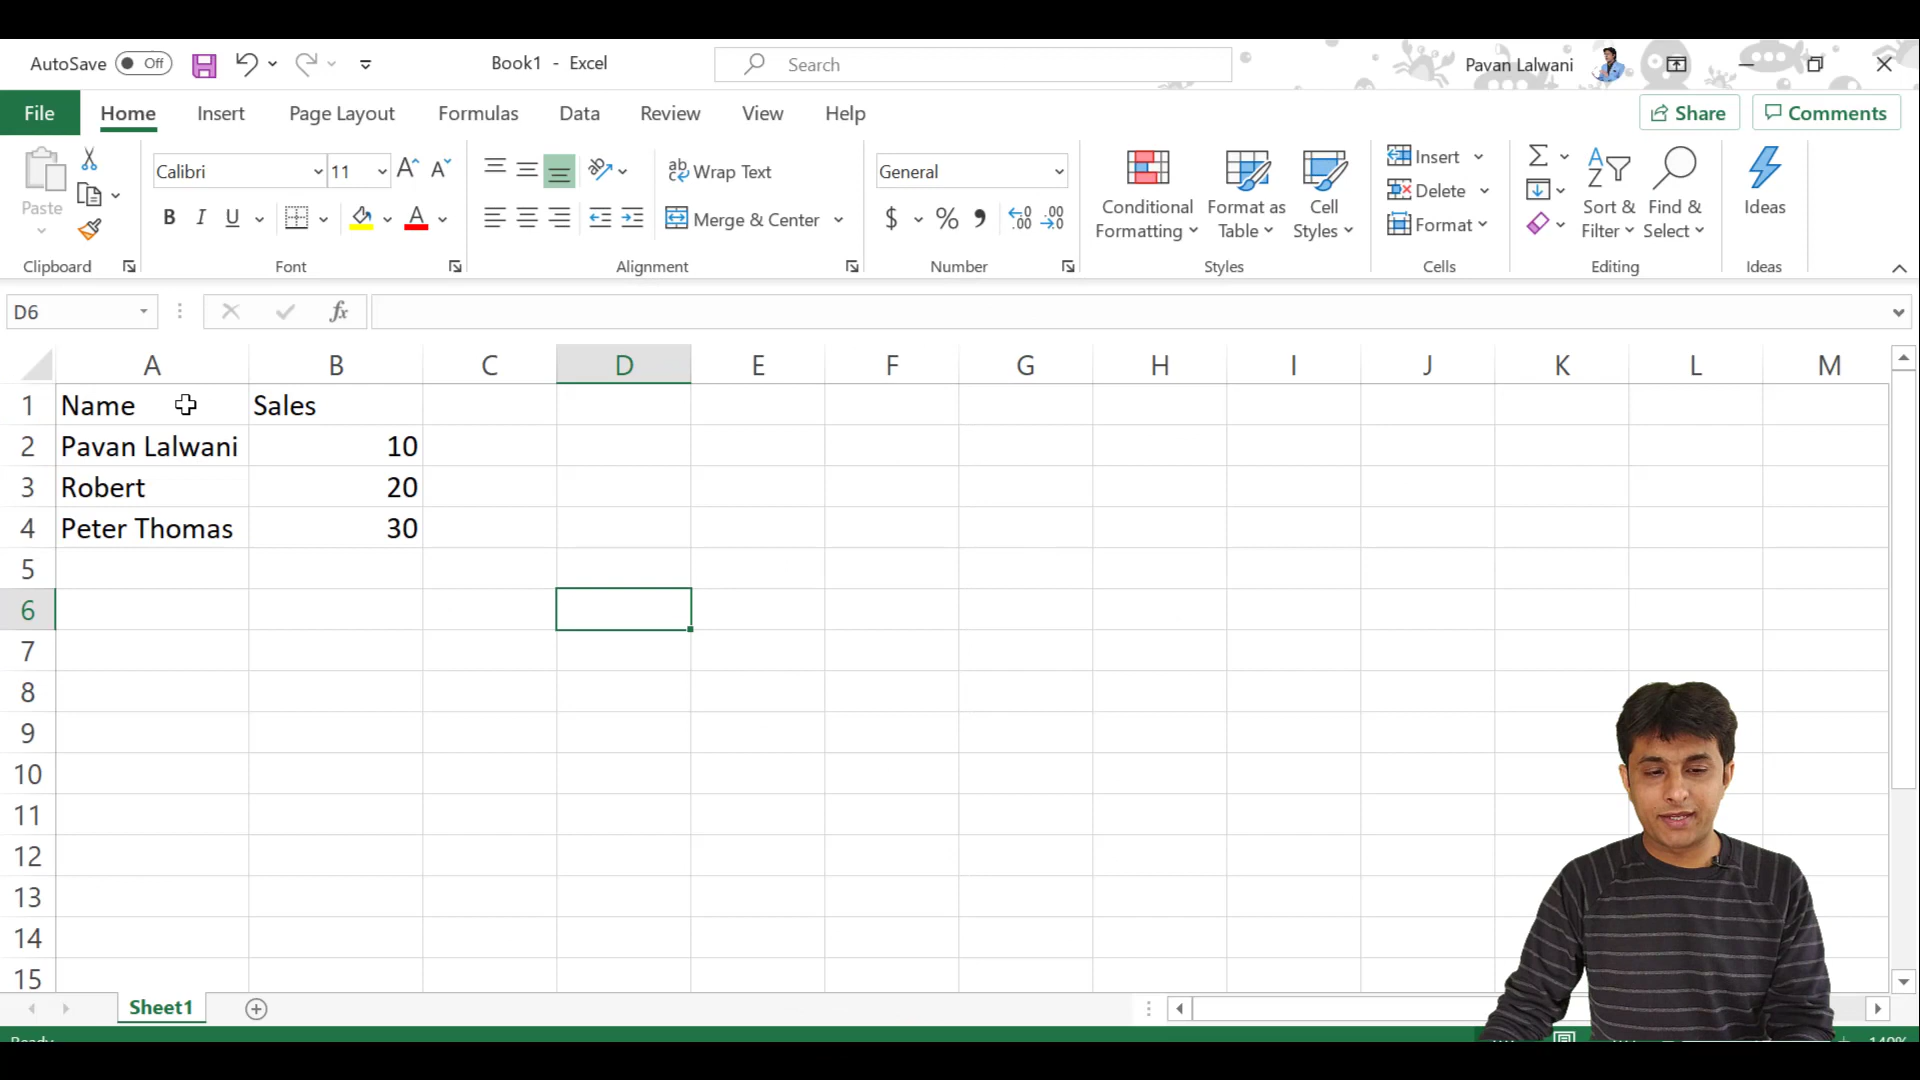 AutoSave Off Book1 - Excel Search Pavan Lalwani
File Home Insert Page Layout Formulas Data Review View Help Share Comments
Paste
Clipboard
Calibri 11
B I U A
Font
ab Wrap Text
Merge & Center
Alignment
General
$ % 9 .00
Number
Conditional Formatting
Format as Table
Cell Styles
Styles
Insert
Delete
Format
Cells
Sort & Filter
Find & Select
Editing
Ideas
Ideas
D6 fx
A B C D E F G H I J K L M
1 Name Sales
2 Pavan Lalwani 10
3 Robert 20
4 Peter Thomas 30
5
6
7
8
9
10
11
12
13
14
15
Sheet1